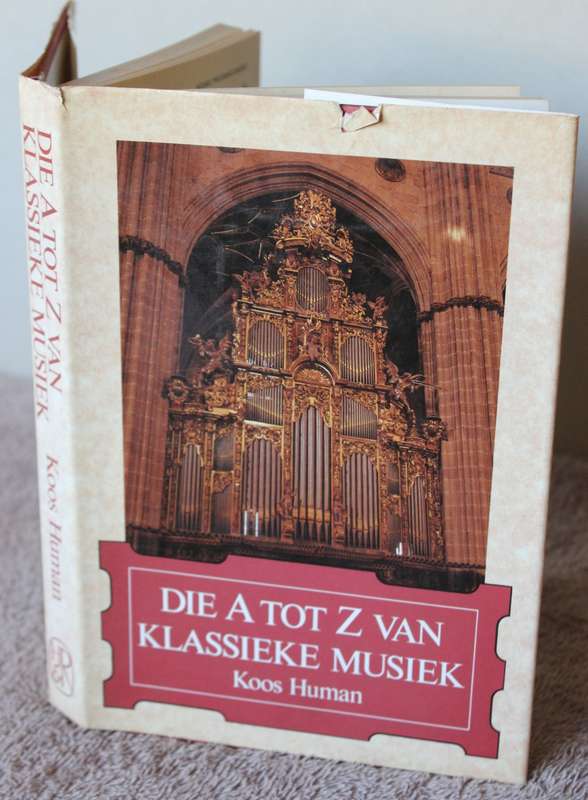 DIE A TOT Z VAN
KLASSIEKE MUSIEK
Koos Human
DIE A TOT Z VAN
KLASSIEKE MUSIEK
Koos Human